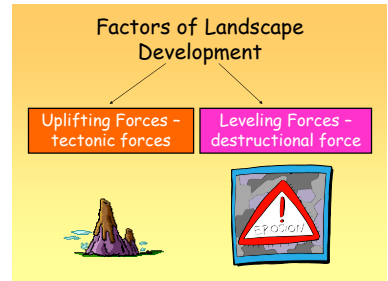 Factors of Landscape
Development
Uplifting Forces –
tectonic forces
Leveling Forces –
destructional force
!
EROSION